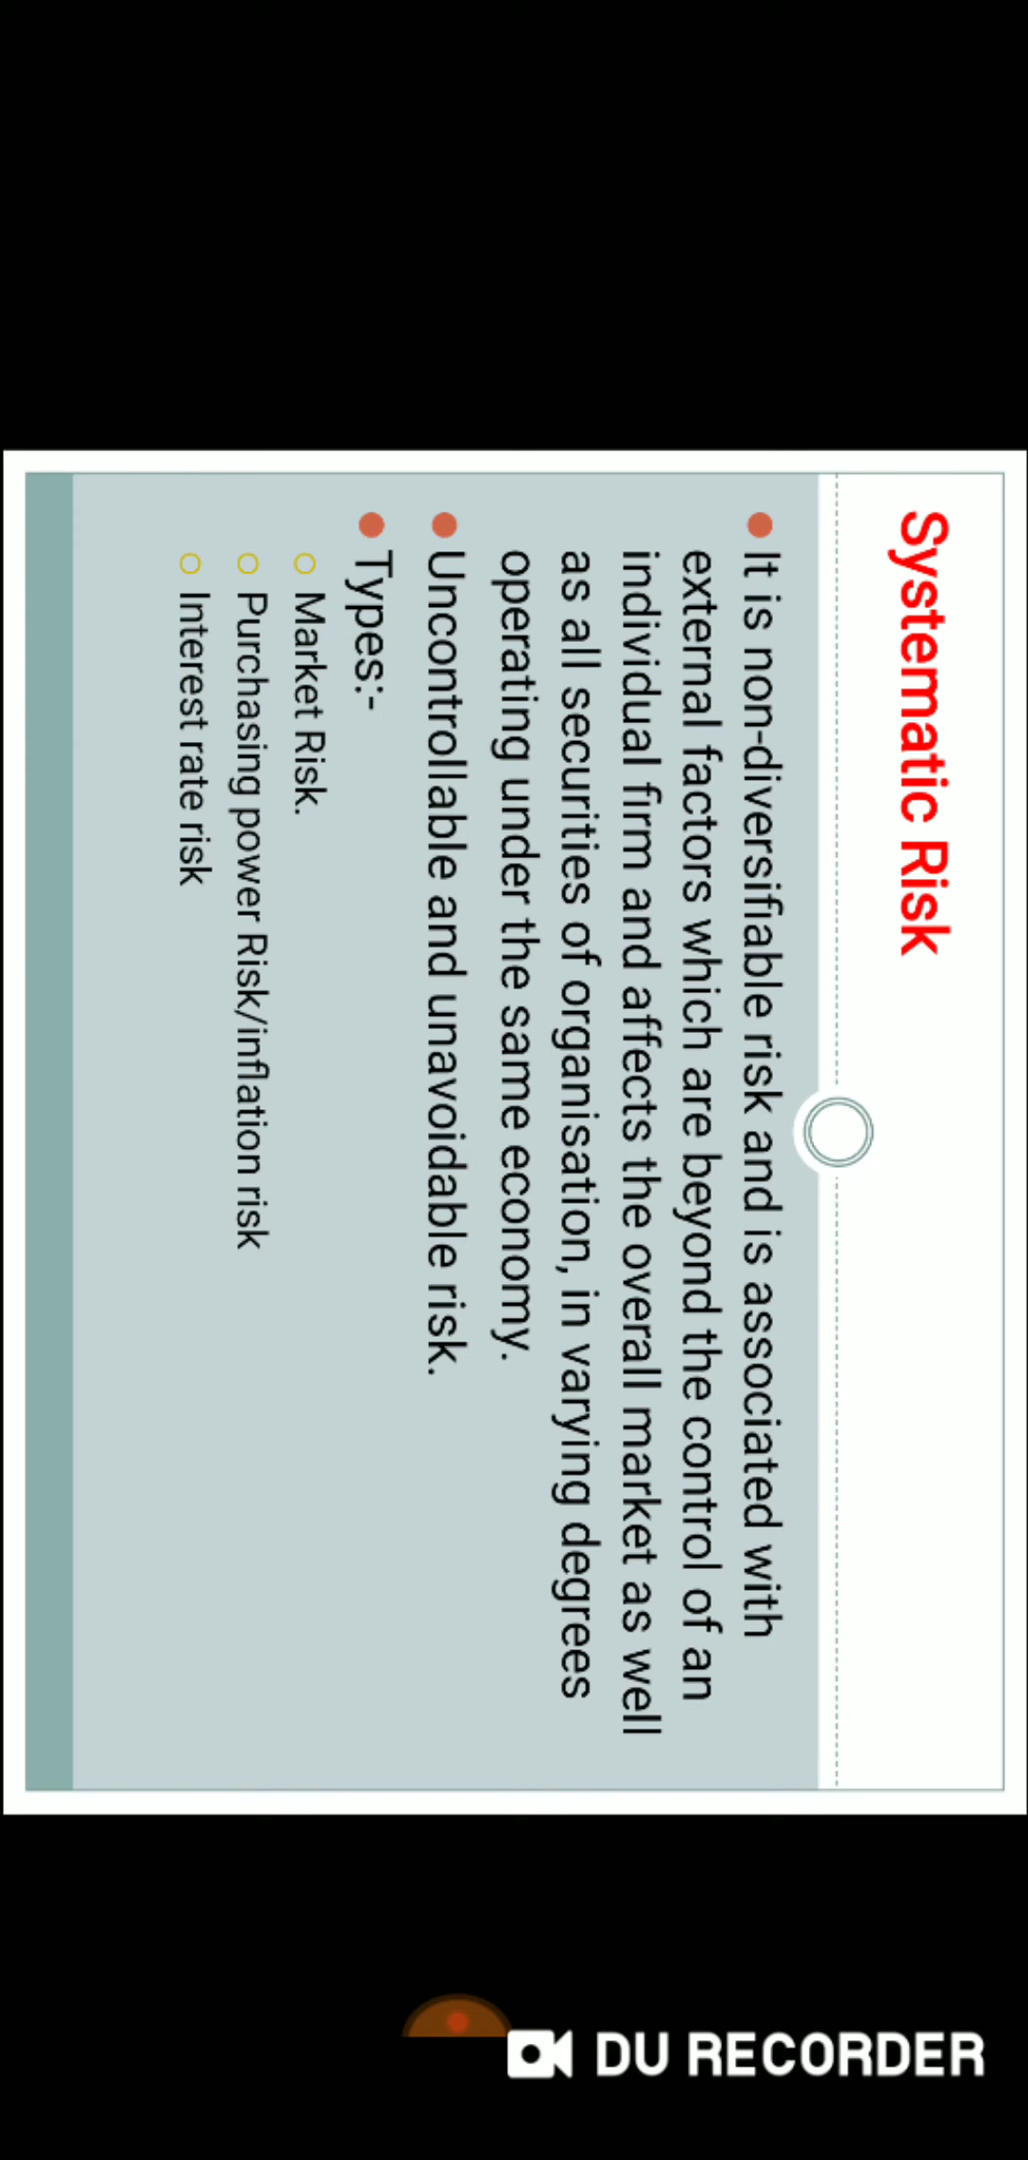 Systematic Risk
It is non-diversifiable risk and is associated with
external factors which are beyond the control of an
individual firm and affects the overall market as well
as all securities of organisation, in varying degrees
operating under the same economy.
Uncontrollable and unavoidable risk.
Types:-
Market Risk.
Purchasing power Risk/inflation risk
Interest rate risk
DU RECORDER